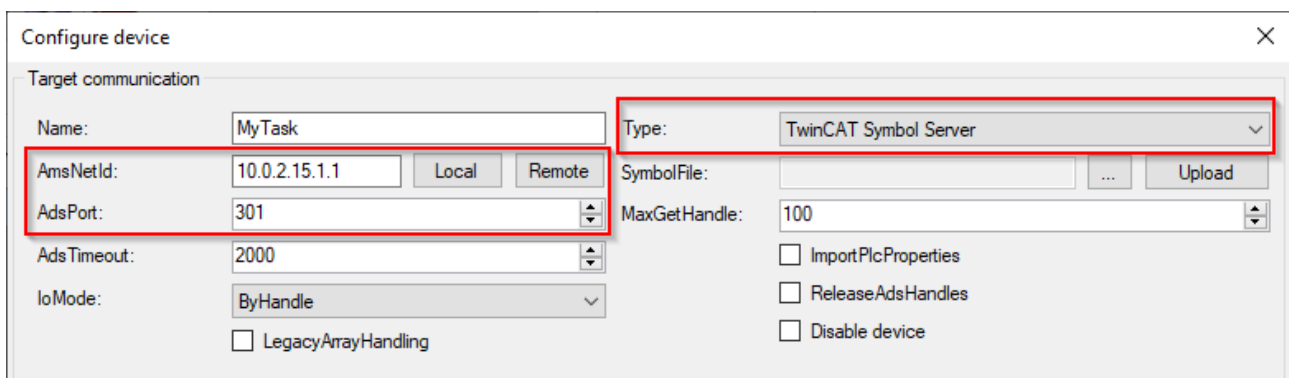 Configure device
Target communication
Name: MyTask Type: TwinCAT Symbol Server
AmsNetId: 10.0.2.15.1.1 Local Remote SymbolFile: ... Upload
AdsPort: 301 MaxGetHandle: 100
AdsTimeout: 2000 ImportPlcProperties
IoMode: ByHandle ReleaseAdsHandles
LegacyArrayHandling Disable device